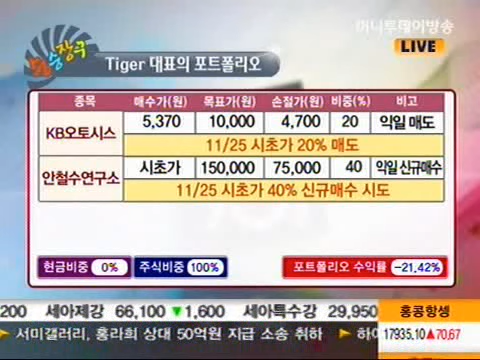 머니투데이방송
LIVE
승장구
Tiger 대표의 포트폴리오
종목 매수가(원) 목표가(원) 손절가(원) 비중(%) 비고
KB오토시스 5,370 10,000 4,700 20 익일 매도
11/25 시초가 20% 매도
안철수연구소 시초가 150,000 75,000 40 익일 신규매수
11/25 시초가 40% 신규매수 시도
현금비중 0% 주식비중 100% 포트폴리오 수익률 -21.42%
200 세아제강 66,100 ▼1,600 세아특수강 29,950 홍콩항셍
▶ 서미갤러리, 홍라희 상대 50억원 지급 소송 취하 ▶ 하이 17935.10▲70.67